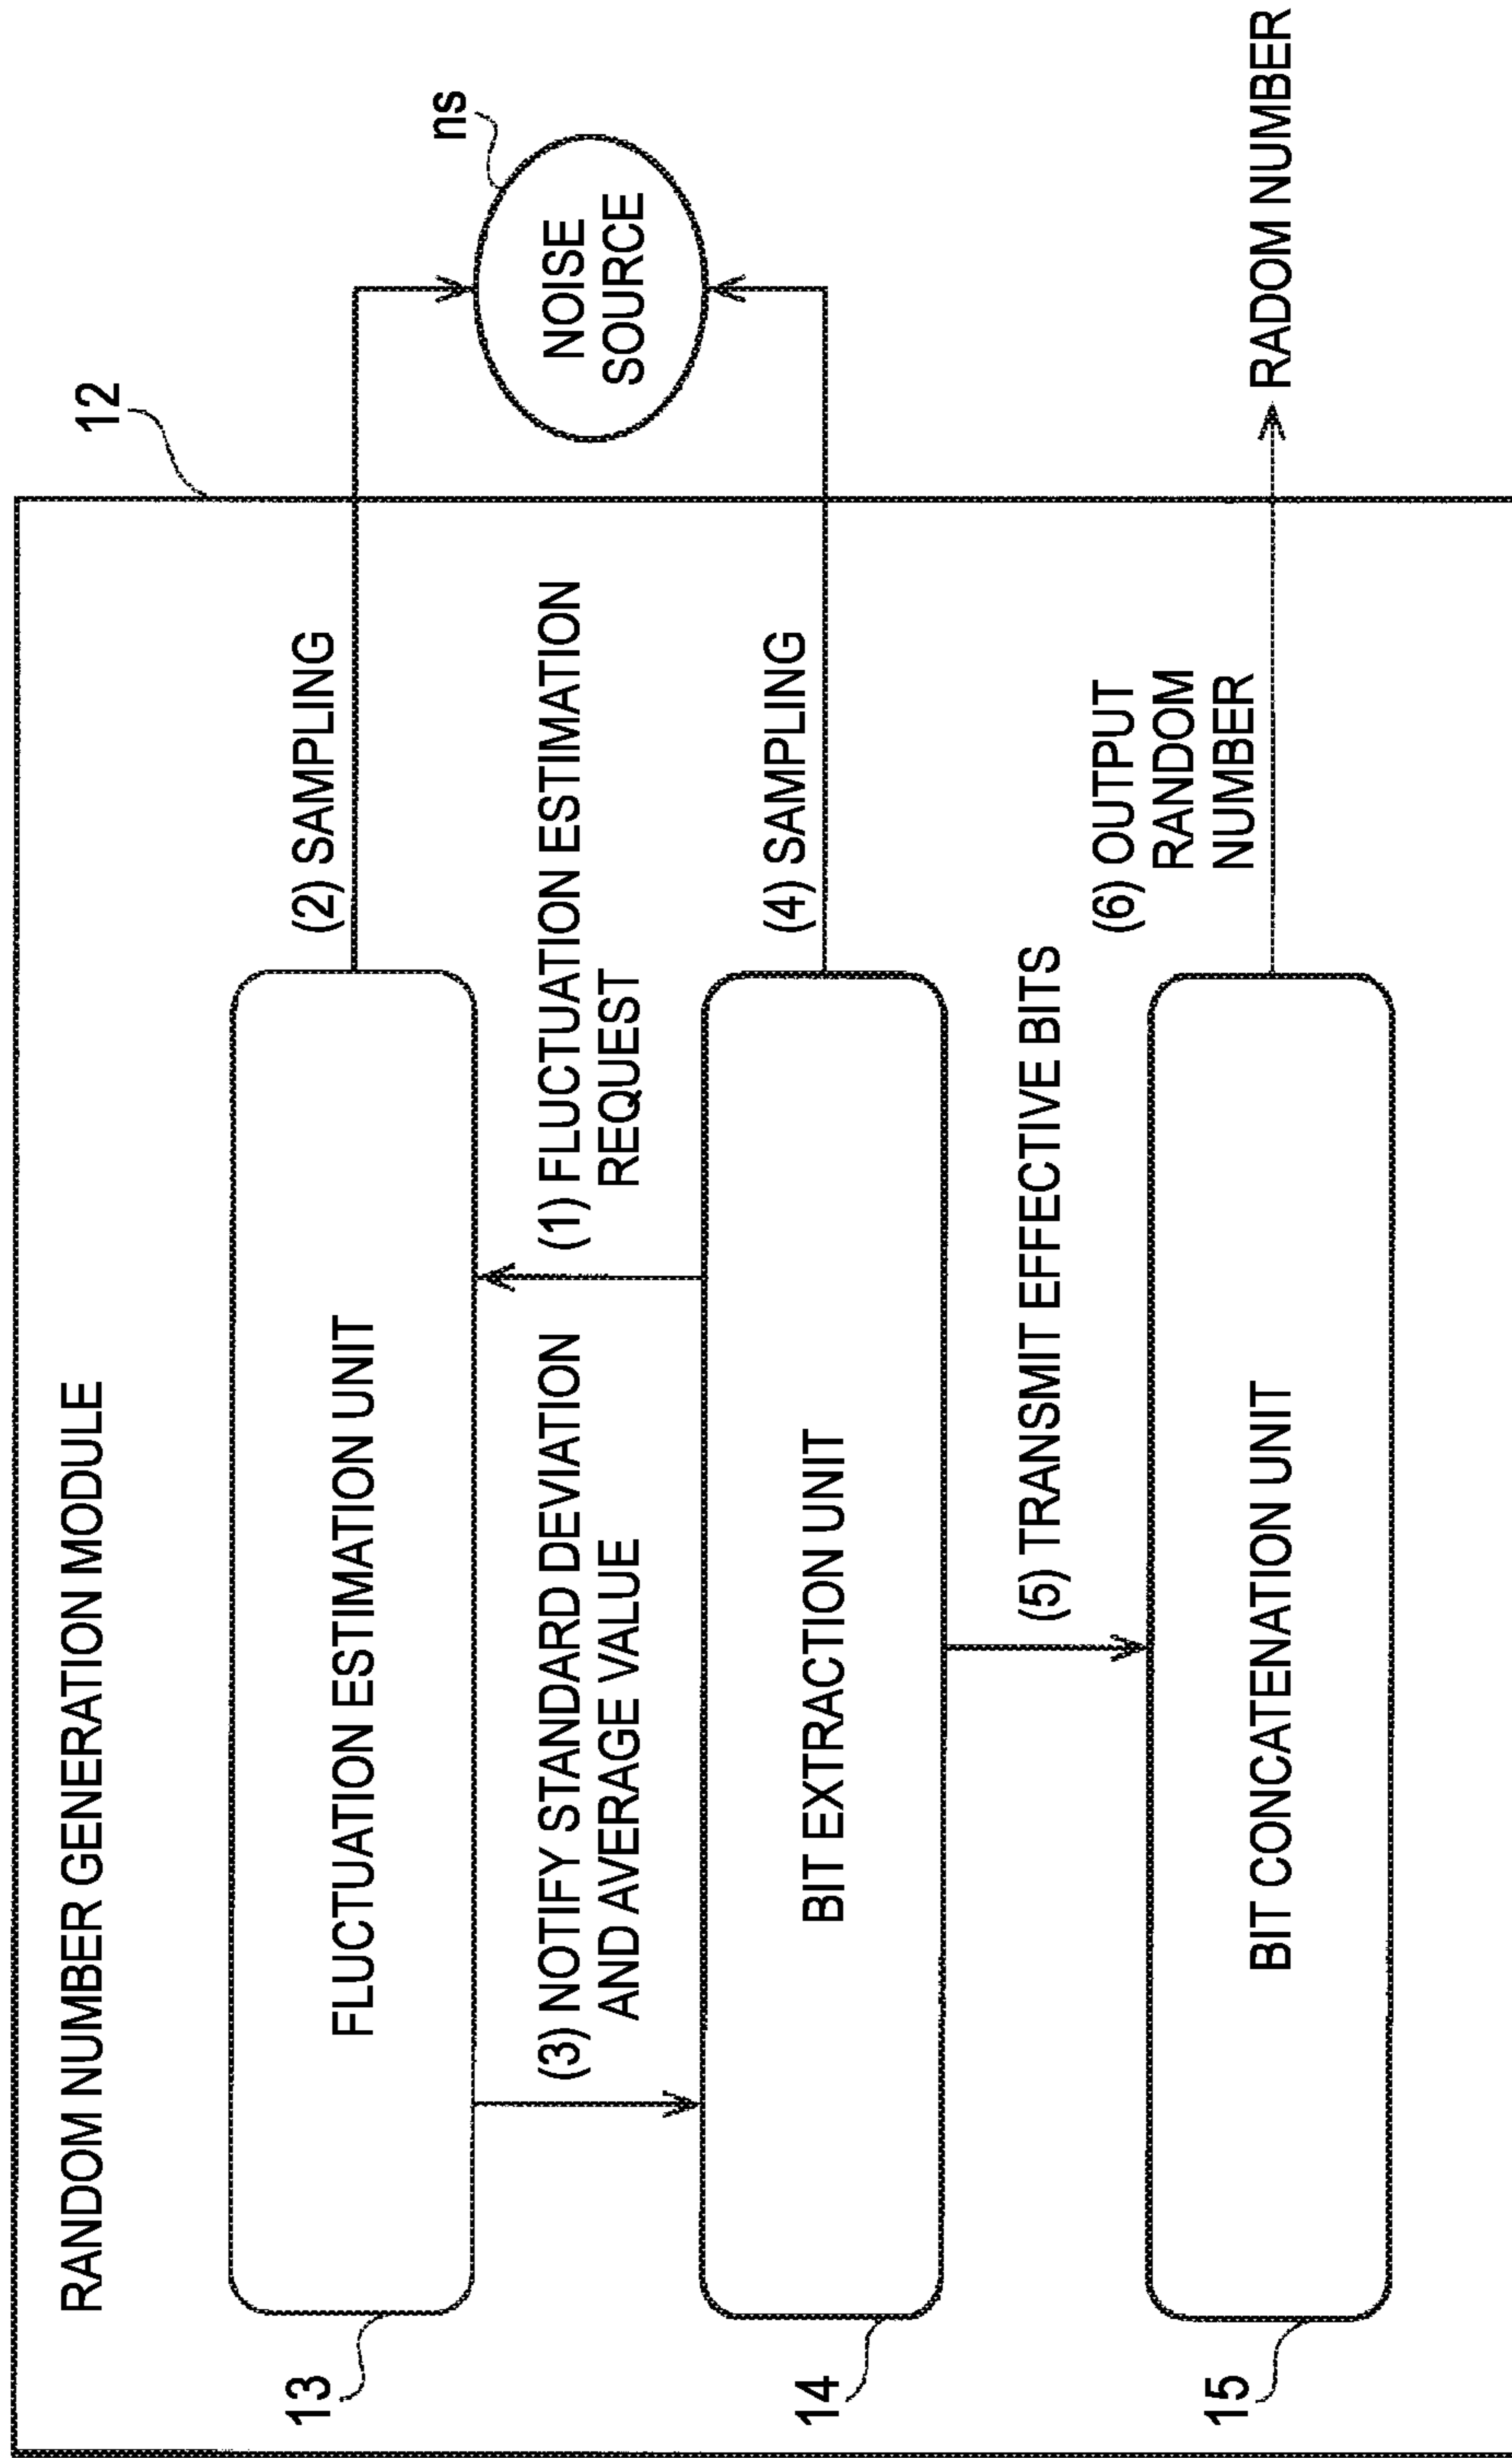 RANDOM NUMBER GENERATION MODULE
12
13
FLUCTUATION ESTIMATION UNIT
(2) SAMPLING
ns
NOISE
SOURCE
(3) NOTIFY STANDARD DEVIATION
AND AVERAGE VALUE
(1) FLUCTUATION ESTIMATION
REQUEST
14
BIT EXTRACTION UNIT
(4) SAMPLING
(5) TRANSMIT EFFECTIVE BITS
(6) OUTPUT
RANDOM
NUMBER
15
BIT CONCATENATION UNIT
RADOM NUMBER